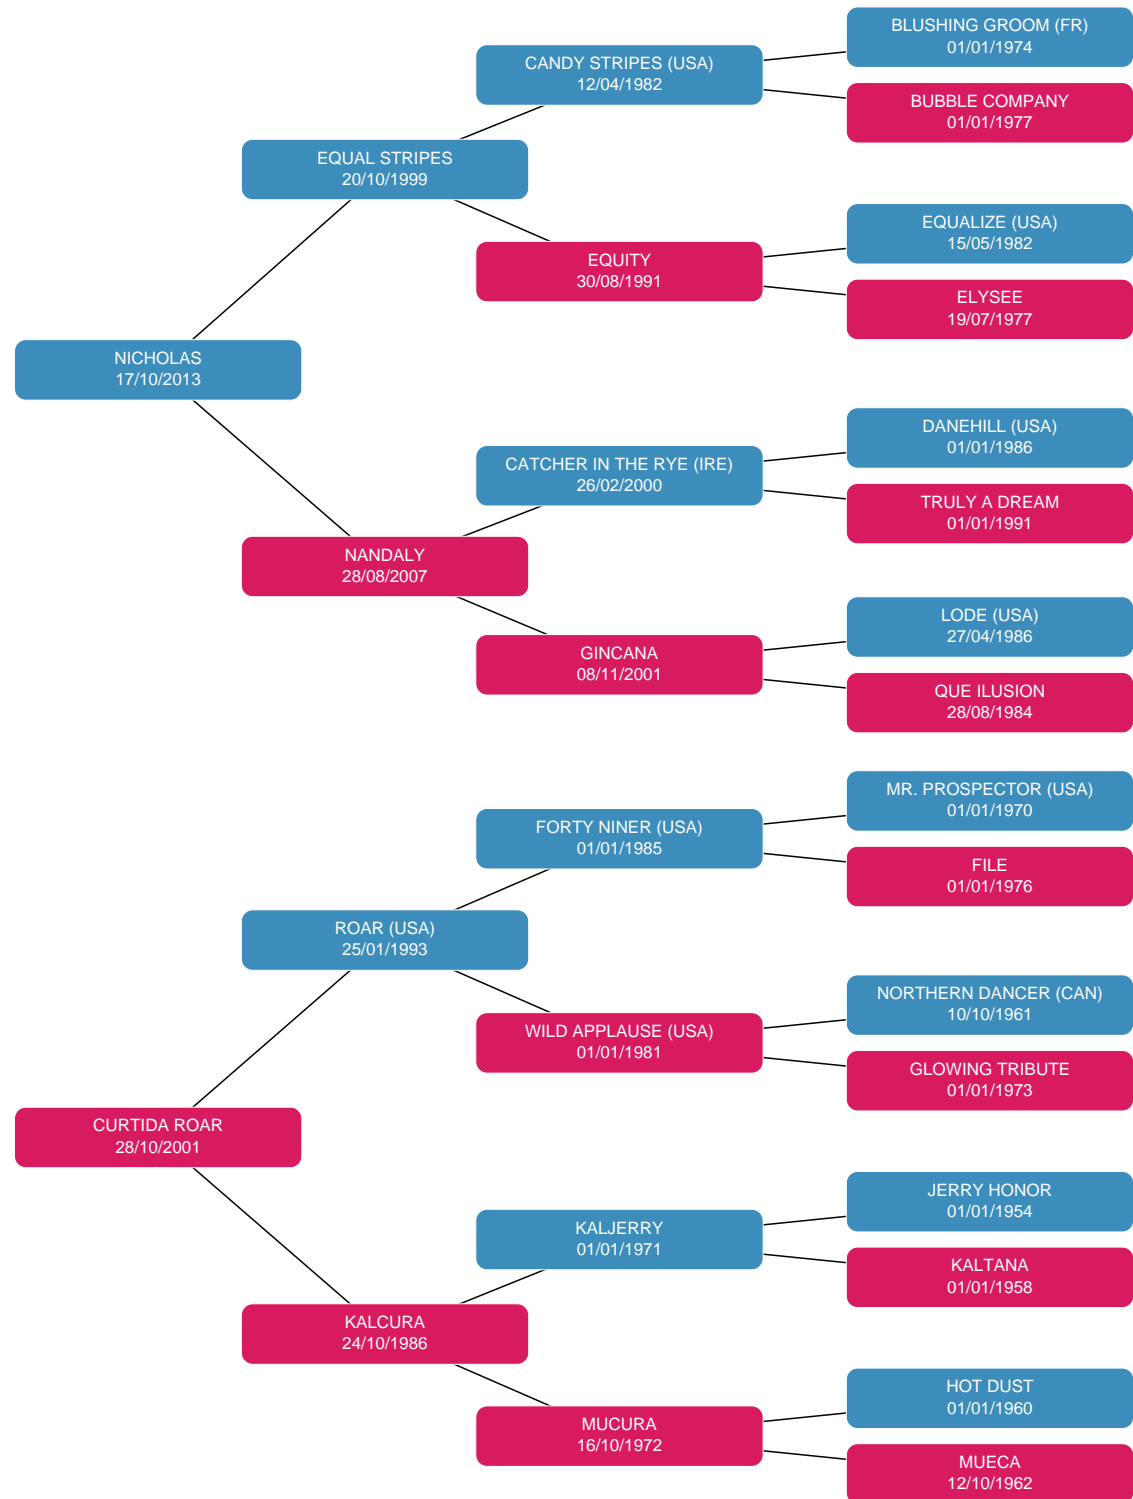 BLUSHING GROOM (FR)
01/01/1974
CANDY STRIPES (USA)
12/04/1982
BUBBLE COMPANY
01/01/1977
EQUAL STRIPES
20/10/1999
EQUALIZE (USA)
15/05/1982
EQUITY
30/08/1991
ELYSEE
19/07/1977
NICHOLAS
17/10/2013
DANEHILL (USA)
01/01/1986
CATCHER IN THE RYE (IRE)
26/02/2000
TRULY A DREAM
01/01/1991
NANDALY
28/08/2007
LODE (USA)
27/04/1986
GINCANA
08/11/2001
QUE ILUSION
28/08/1984
MR. PROSPECTOR (USA)
01/01/1970
FORTY NINER (USA)
01/01/1985
FILE
01/01/1976
ROAR (USA)
25/01/1993
NORTHERN DANCER (CAN)
10/10/1961
WILD APPLAUSE (USA)
01/01/1981
GLOWING TRIBUTE
01/01/1973
CURTIDA ROAR
28/10/2001
JERRY HONOR
01/01/1954
KALJERRY
01/01/1971
KALTANA
01/01/1958
KALCURA
24/10/1986
HOT DUST
01/01/1960
MUCURA
16/10/1972
MUECA
12/10/1962